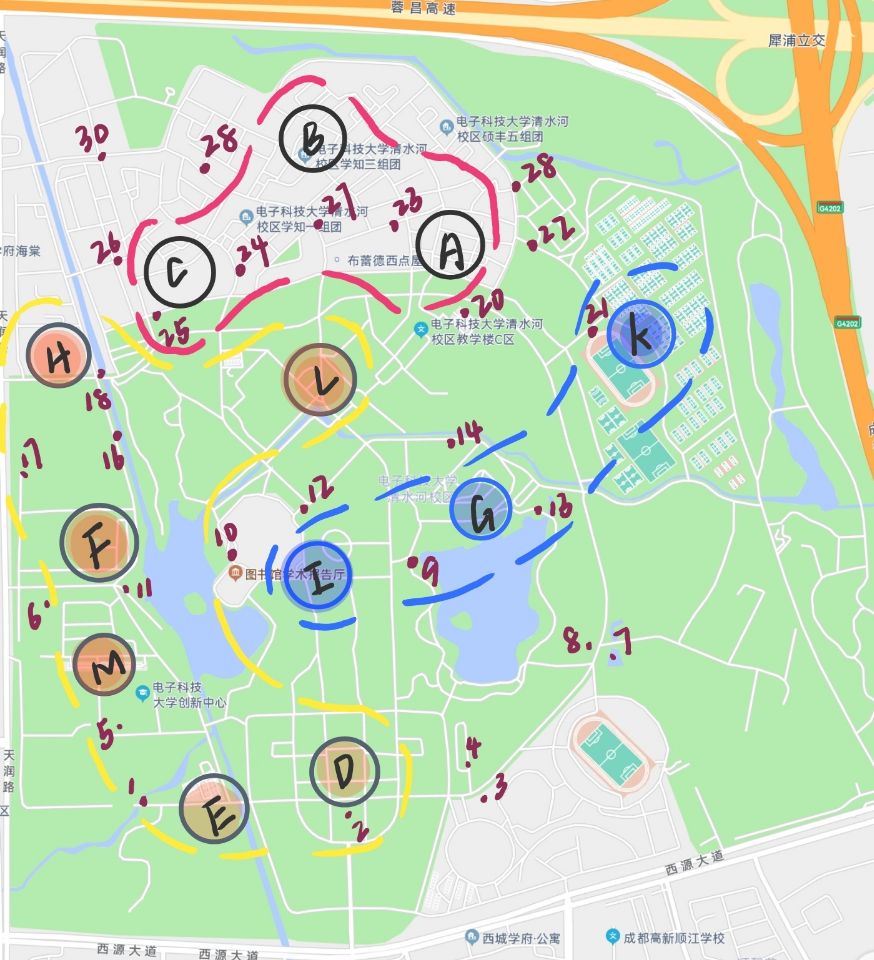 蓉昌高速
天
润
路
犀浦立交
B
电子科技大学清水河
校区硕丰五组团
30
28
电子科技大学清水河
校区学知三组团
28
G4202
电子科技大学清水河
校区学知一组团
27
23
22
学府海棠
26
C
24
布蕾德西点屋
A
20
21
K
25
电子科技大学清水河
校区教学楼C区
G4202
天
H
L
18
17
16
14
电子科技大学
清水河校区
12
G
13
F
10
图书馆学术报告厅
I
9
11
6
8.
7
M
电子科技
大学创新中心
5.
4
天
润
路
D
1.
3
区
E
2
西源大道
西源大道
西源大道
西城学府·公寓
成都高新顺江学校